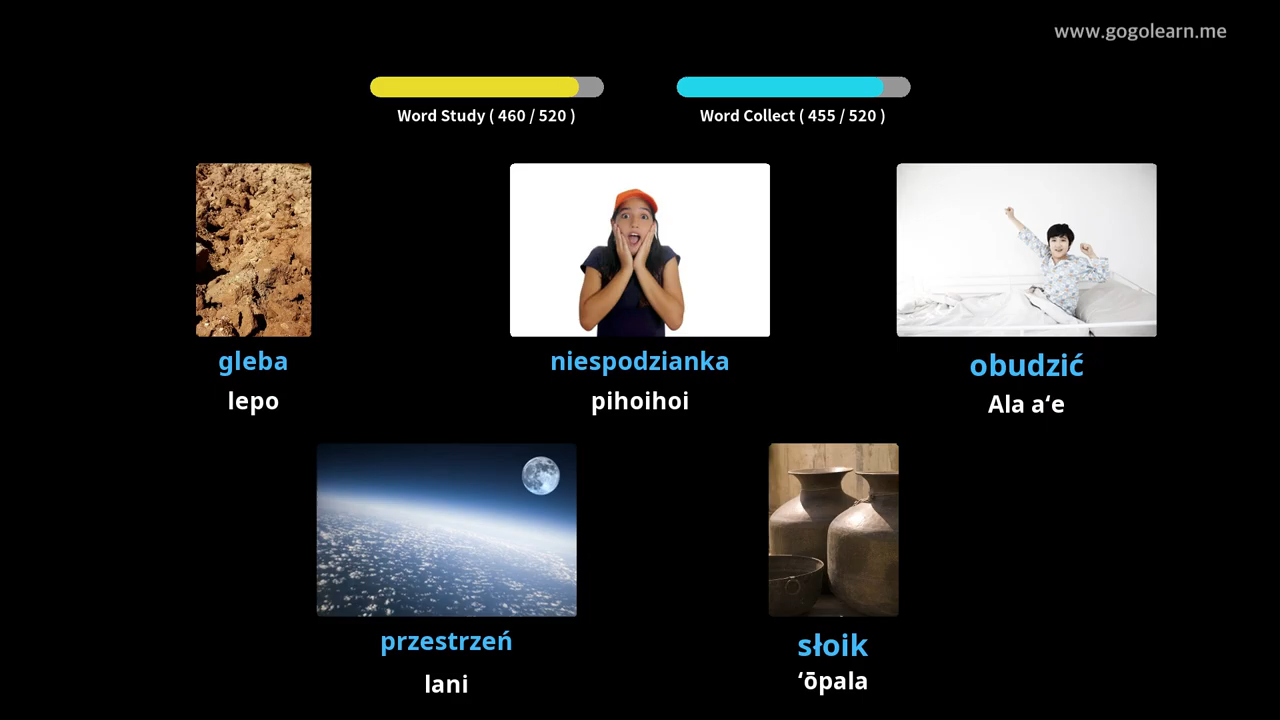 www.gogolearn.me
Word Study ( 460 / 520 )
Word Collect ( 455 / 520 )
gleba
lepo
niespodzianka
pihoihoi
obudzić
Ala aʻe
przestrzeń
lani
słoik
ʻōpala